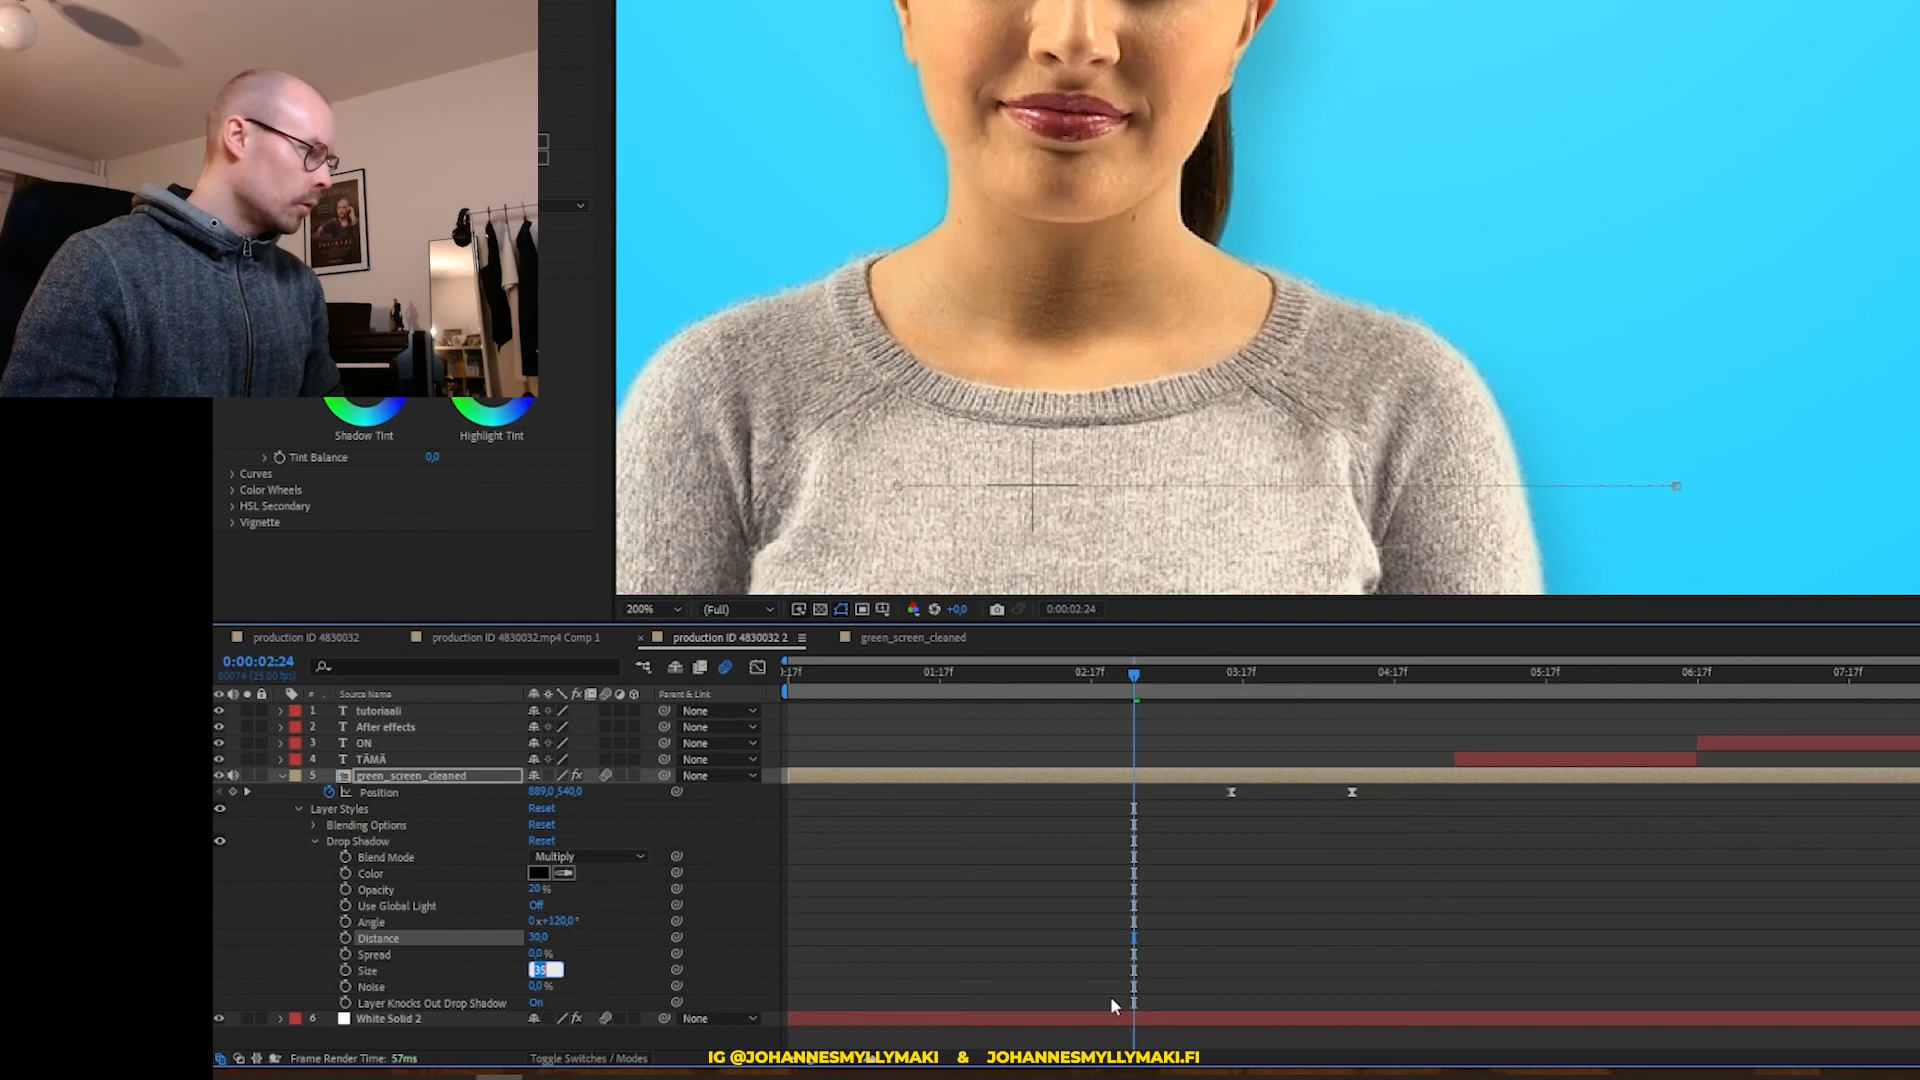 Shadow Tint
Highlight Tint
Tint Balance
0,0
Curves
Color Wheels
HSL Secondary
Vignette
200%
(Full)
+0,0
0:00:02:24
production ID 4830032
production ID 4830032.mp4 Comp 1
production ID 4830032 2
green_screen_cleaned
0:00:02:24
00074 (25.00 fps)
:17f
01:17f
02:17f
03:17f
04:17f
05:17f
06:17f
07:17f
#
Source Name
fx
Parent & Link
1
T
tutoriaali
None
2
T
After effects
None
3
T
ON
None
4
T
TÄMÄ
None
5
green_screen_cleaned
fx
None
Position
889,0,540,0
Layer Styles
Reset
Blending Options
Reset
Drop Shadow
Reset
Blend Mode
Multiply
Color
Opacity
20%
Use Global Light
Off
Angle
0x+120,0°
Distance
30,0
Spread
0,0%
Size
35
Noise
0,0%
Layer Knocks Out Drop Shadow
On
6
White Solid 2
fx
None
Frame Render Time: 57ms
Toggle Switches / Modes
IG @JOHANNESMYLLYMAKI & JOHANNESMYLLYMAKI.FI